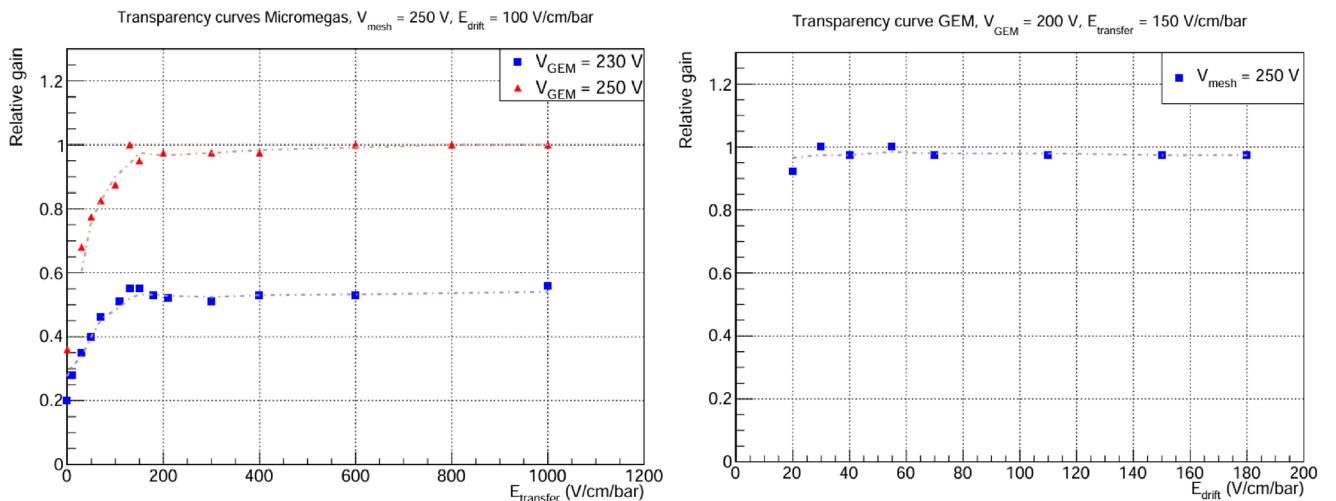 Transparency curves Micromegas, V_mesh = 250 V, E_drift = 100 V/cm/bar
Relative gain
1.2
1
0.8
0.6
0.4
0.2
0
V_GEM = 230 V
V_GEM = 250 V
0 200 400 600 800 1000 1200
E_transfer (V/cm/bar)
Transparency curve GEM, V_GEM = 200 V, E_transfer = 150 V/cm/bar
Relative gain
1.2
1
0.8
0.6
0.4
0.2
0
V_mesh = 250 V
0 20 40 60 80 100 120 140 160 180 200
E_drift (V/cm/bar)